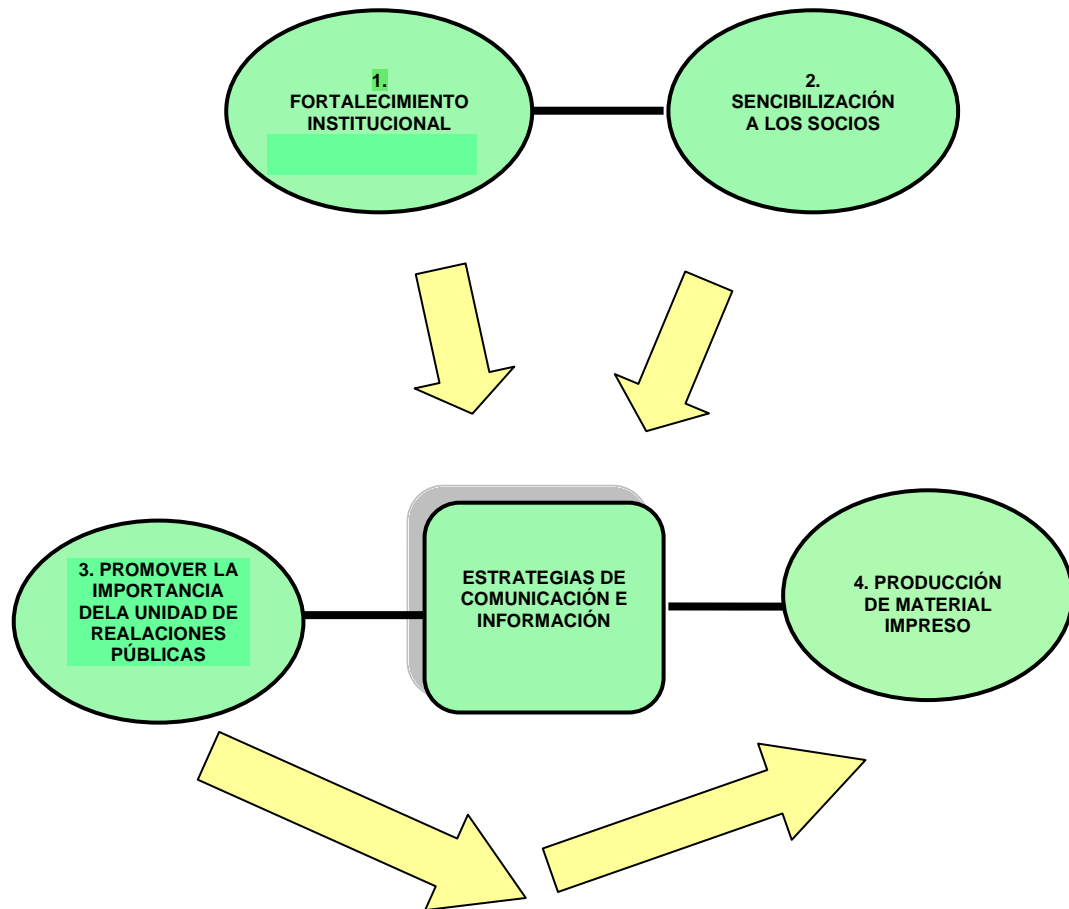 1.
FORTALECIMIENTO
INSTITUCIONAL
2.
SENCIBILIZACIÓN
A LOS SOCIOS
3. PROMOVER LA
IMPORTANCIA
DELA UNIDAD DE
REALACIONES
PÚBLICAS
ESTRATEGIAS DE
COMUNICACIÓN E
INFORMACIÓN
4. PRODUCCIÓN
DE MATERIAL
IMPRESO